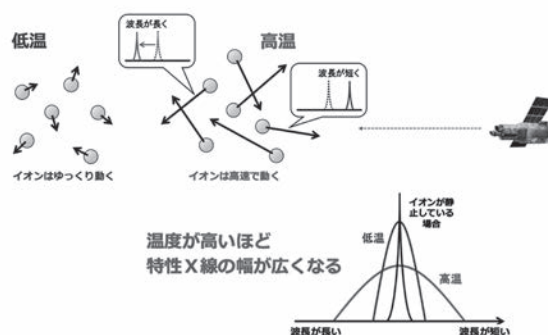 低温
波長が長く
高温
波長が短く
イオンはゆっくり動く
イオンは高速で動く
温度が高いほど
特性X線の幅が広くなる
イオンが静
止している
場合
低温
高温
波長が長い
波長が短い